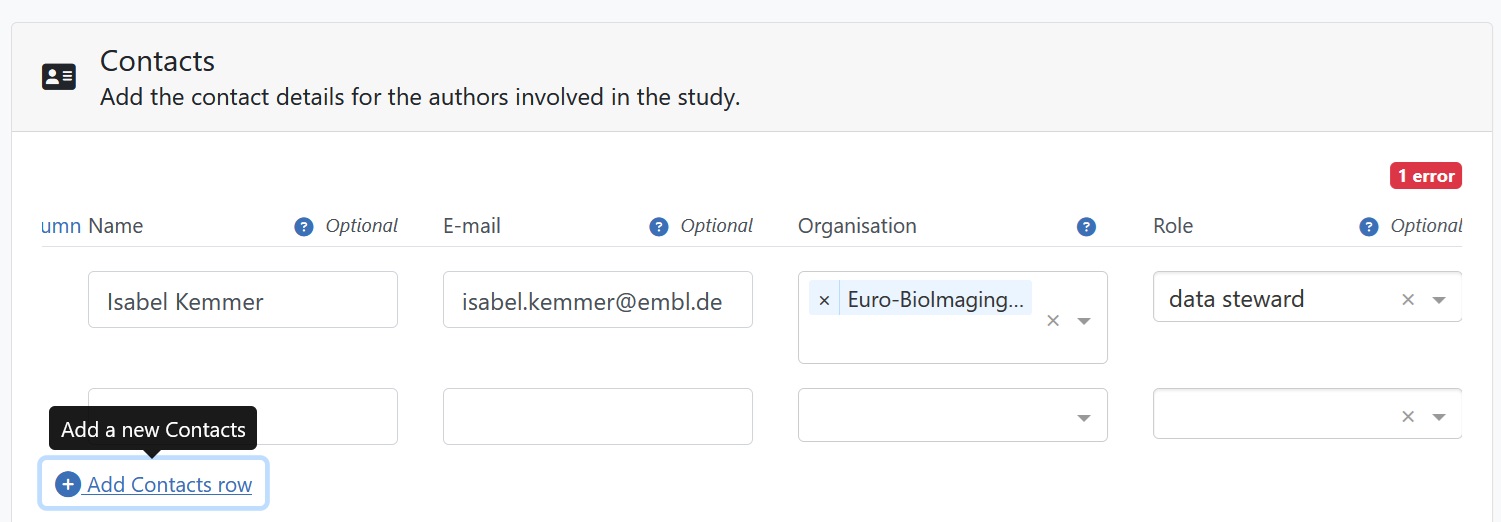 Contacts
Add the contact details for the authors involved in the study.
1 error
umn Name ? Optional E-mail ? Optional Organisation ? Role ? Optional
Isabel Kemmer isabel.kemmer@embl.de × Euro-BioImaging... × data steward ×
×
Add a new Contacts
+ Add Contacts row